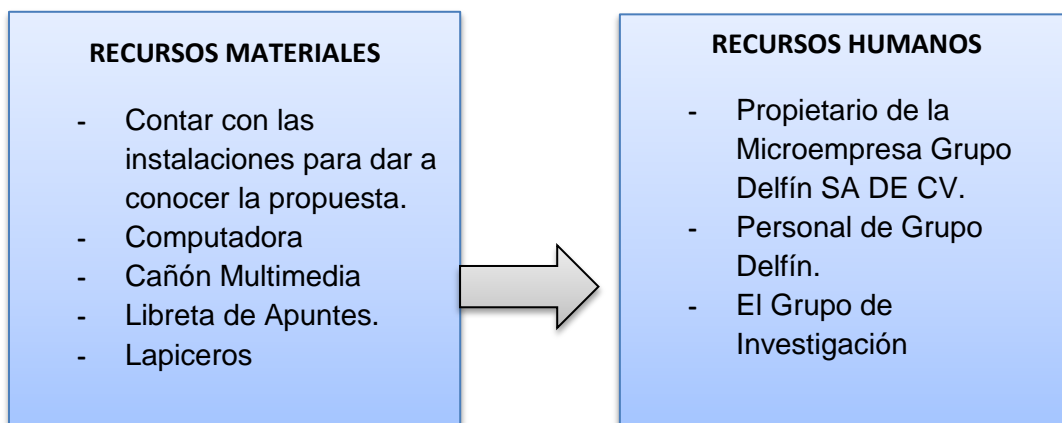 RECURSOS MATERIALES
- Contar con las
instalaciones para dar a
conocer la propuesta.
- Computadora
- Cañón Multimedia
- Libreta de Apuntes.
- Lapiceros
RECURSOS HUMANOS
- Propietario de la
Microempresa Grupo
Delfín SA DE CV.
- Personal de Grupo
Delfín.
- El Grupo de
Investigación